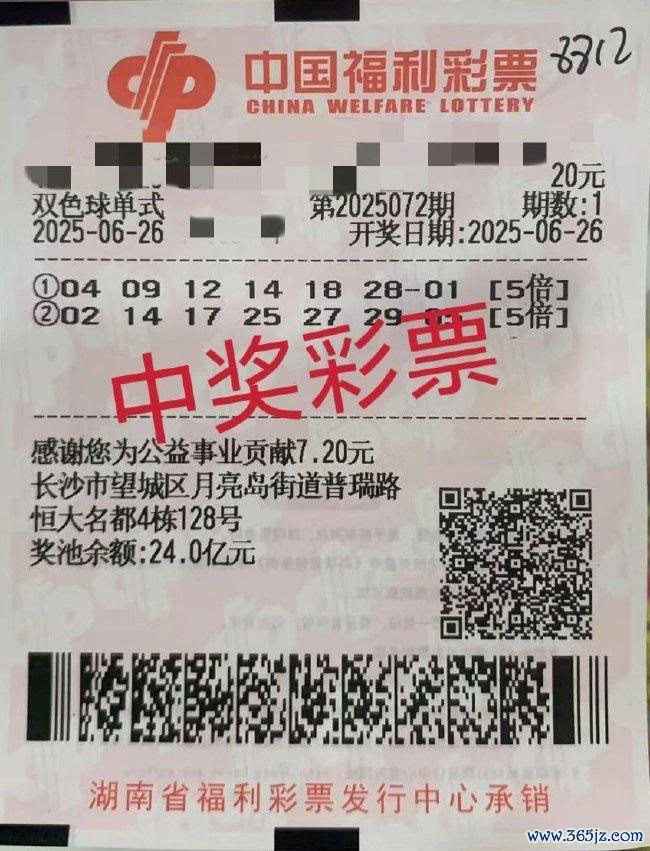 中国福利彩票
CHINA WELFARE LOTTERY
8812
20元
双色球单式 第2025072期 期数:1
2025-06-26 开奖日期:2025-06-26
①04 09 12 14 18 28-01 [5倍]
②02 14 17 25 27 29 [5倍]
中奖彩票
感谢您为公益事业贡献7.20元
长沙市望城区月亮岛街道普瑞路
恒大名都4栋128号
奖池余额:24.0亿元
湖南省福利彩票发行中心承销
www.365jz.com